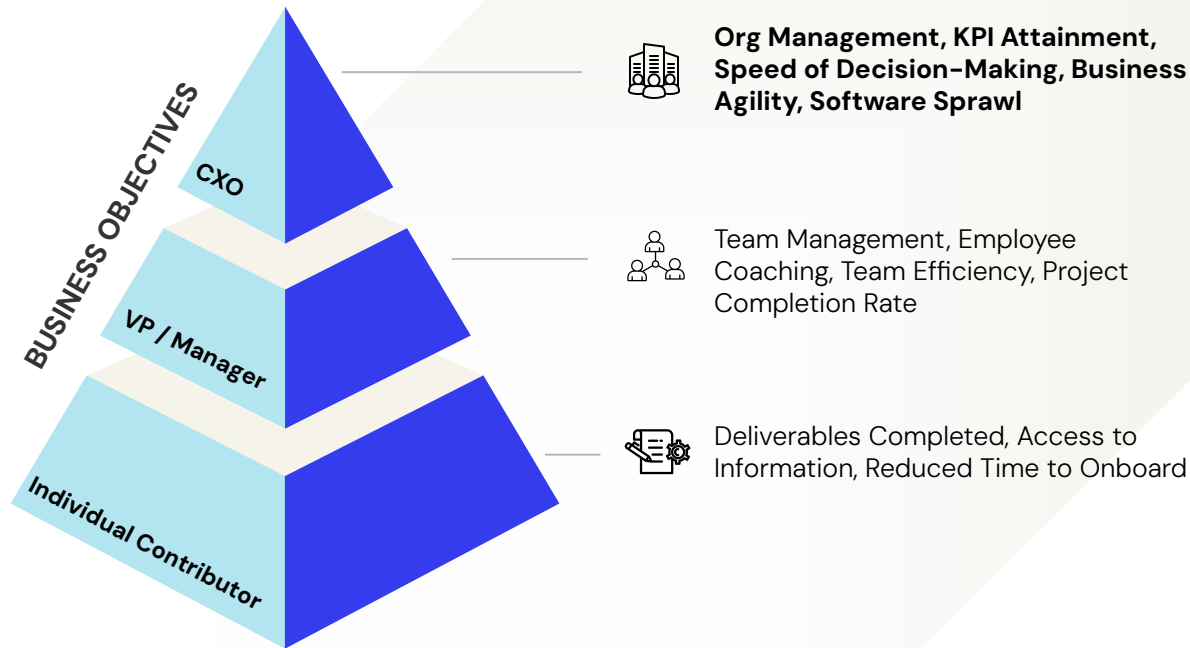 BUSINESS OBJECTIVES
CXO
Org Management, KPI Attainment,
Speed of Decision-Making, Business
Agility, Software Sprawl
VP / Manager
Team Management, Employee
Coaching, Team Efficiency, Project
Completion Rate
Individual Contributor
Deliverables Completed, Access to
Information, Reduced Time to Onboard